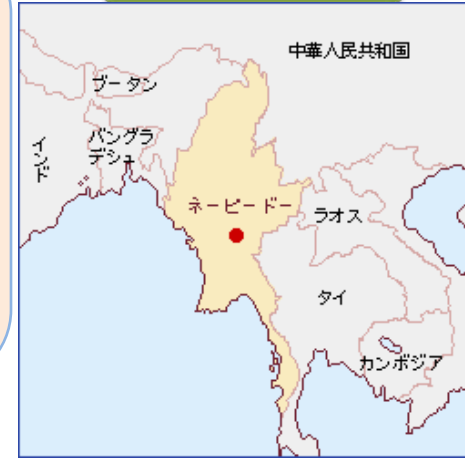 中華人民共和国
ブータン
バングラ
デシュ
インド
ネーピードー
ラオス
タイ
カンボジア